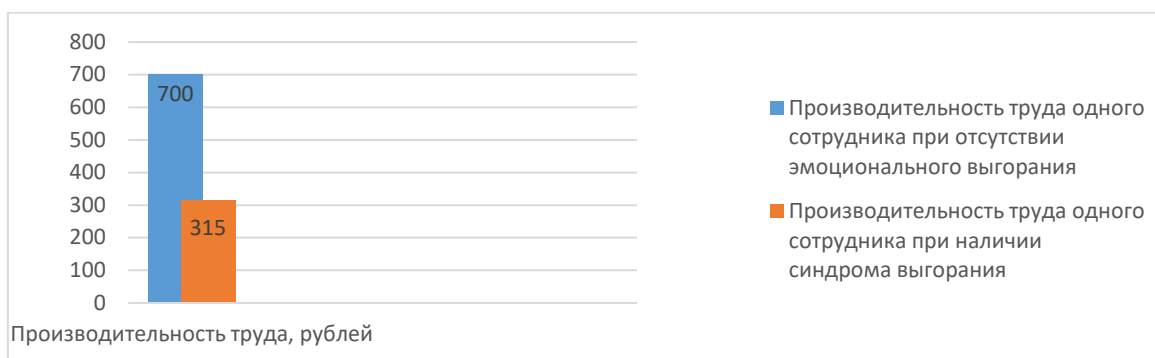 800
700
600
500
400
300
200
100
0
700
315
Производительность труда, рублей
Производительность труда одного
сотрудника при отсутствии
эмоционального выгорания
Производительность труда одного
сотрудника при наличии
синдрома выгорания